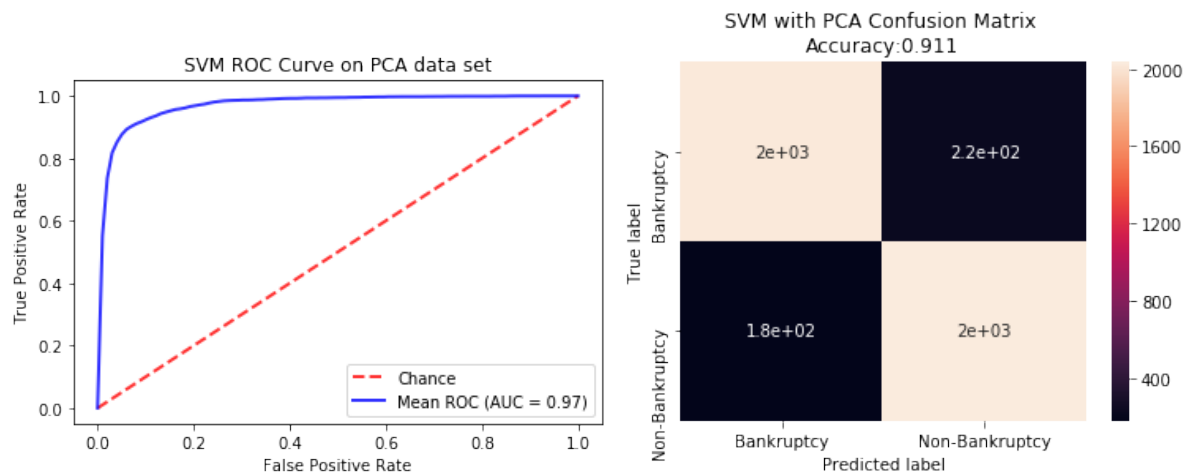 SVM ROC Curve on PCA data set
1.0
0.8
0.6
0.4
0.2
0.0
True Positive Rate
0.0 0.2 0.4 0.6 0.8 1.0
False Positive Rate
Chance
Mean ROC (AUC = 0.97)
SVM with PCA Confusion Matrix
Accuracy:0.911
True label
Bankruptcy
Non-Bankruptcy
2e+03 2.2e+02
1.8e+02 2e+03
Bankruptcy Non-Bankruptcy
Predicted label
2000
1600
1200
800
400